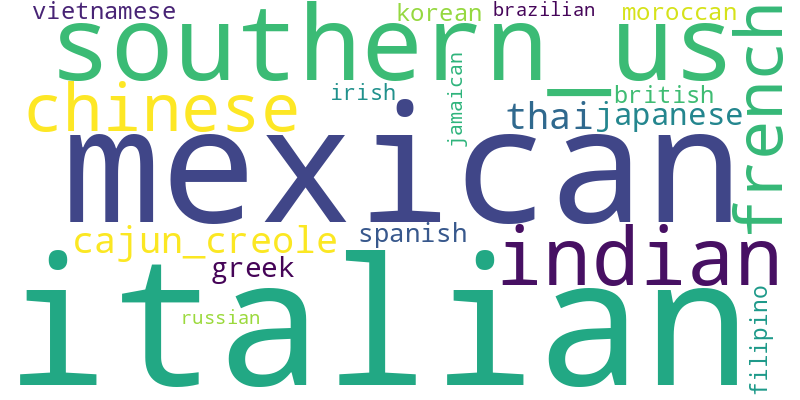 vietnamese
korean
brazilian
moroccan
southern_us
french
chinese
irish
jamaican
thai
british
japanese
mexican
cajun_creole
spanish
indian
greek
italian
russian
filipino